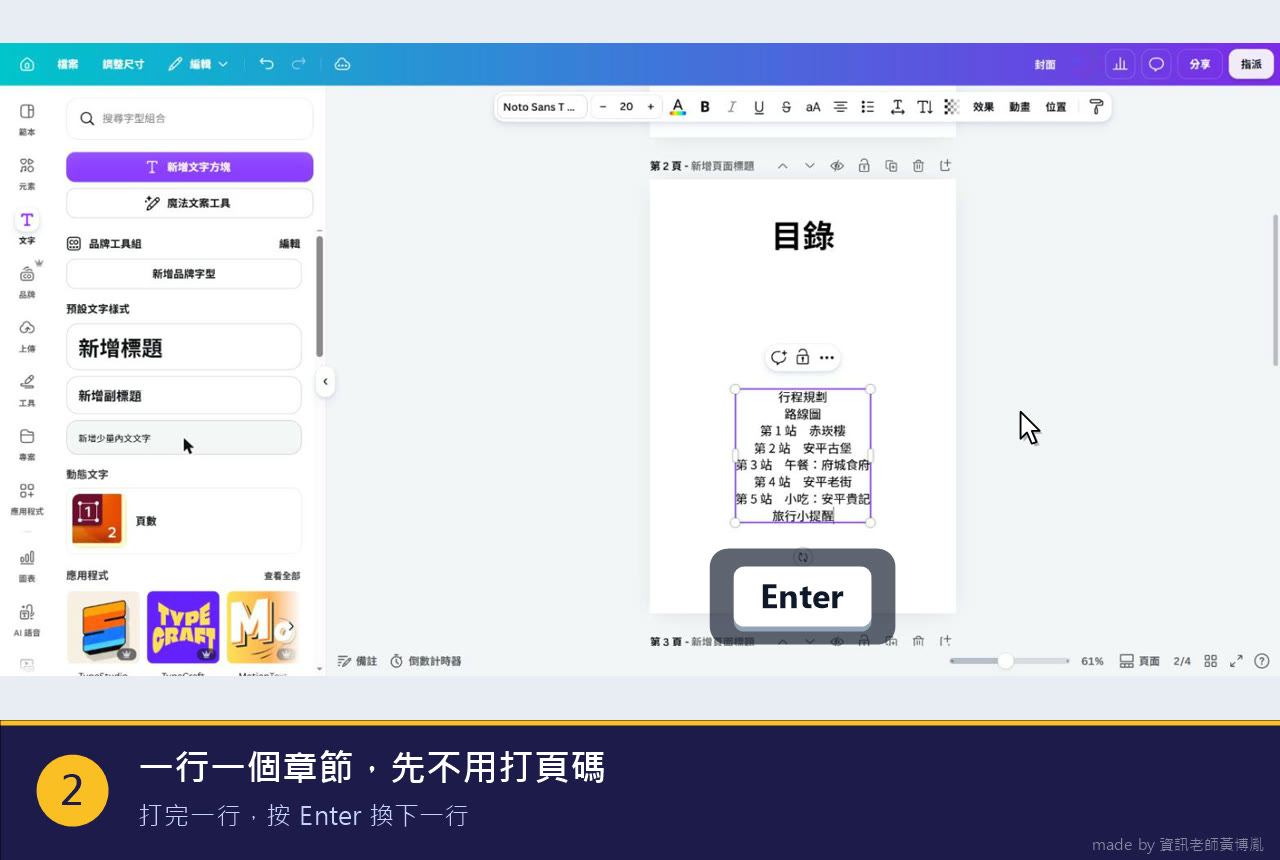 檔案
調整尺寸
編輯
封面
分享
指派
範本
元素
文字
品牌
上傳
工具
專案
應用程式
圖表
AI 語音
搜尋字型組合
新增文字方塊
魔法文案工具
品牌工具組
編輯
新增品牌字型
預設文字樣式
新增標題
新增副標題
新增少量內文文字
動態文字
1
2
頁數
應用程式
查看全部
TYPE
CRAFT
Mo
TypeStudio
TypeCraft
MotionText
Noto Sans T ...
– 20 +
A
B
I
U
S
aA
效果
動畫
位置
第 2 頁 - 新增頁面標題
目錄
行程規劃
路線圖
第 1 站 赤崁樓
第 2 站 安平古堡
第 3 站 午餐：府城食府
第 4 站 安平老街
第 5 站 小吃：安平貴記
旅行小提醒
Enter
第 3 頁 - 新增頁面標題
備註
倒數計時器
61%
頁面
2/4
2
一行一個章節，先不用打頁碼
打完一行，按 Enter 換下一行
made by 資訊老師黃博胤